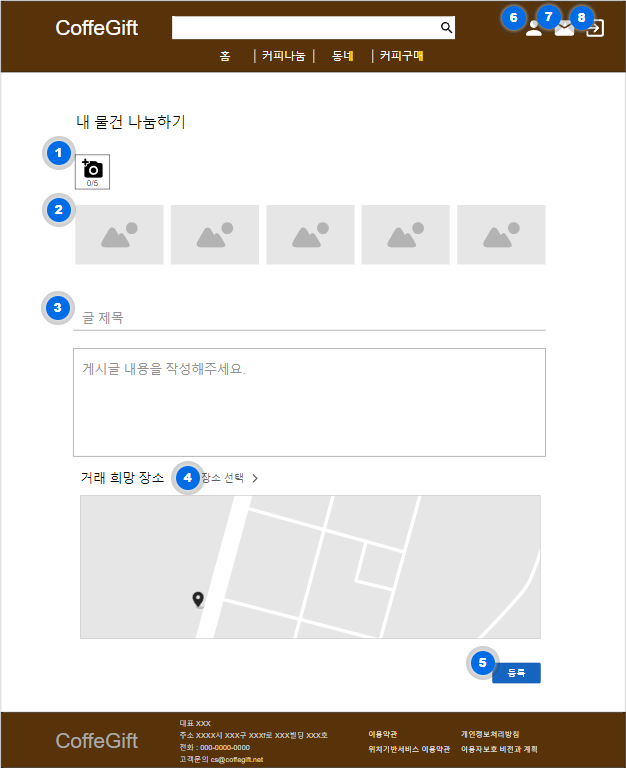 CoffeGift
6 7 8
홈 | 커피나눔 | 동네 | 커피구매
내 물건 나눔하기
1
0/5
2
3
글 제목
게시글 내용을 작성해주세요.
거래 희망 장소 4 장소 선택 >
5
등록
CoffeGift
대표 XXX
주소 XXXX시 XXX구 XXX로 XXX빌딩 XXX호
전화 : 000-0000-0000
고객문의 cs@coffegift.net
이용약관 개인정보처리방침
위치기반서비스 이용약관 이용자보호 비전과 계획